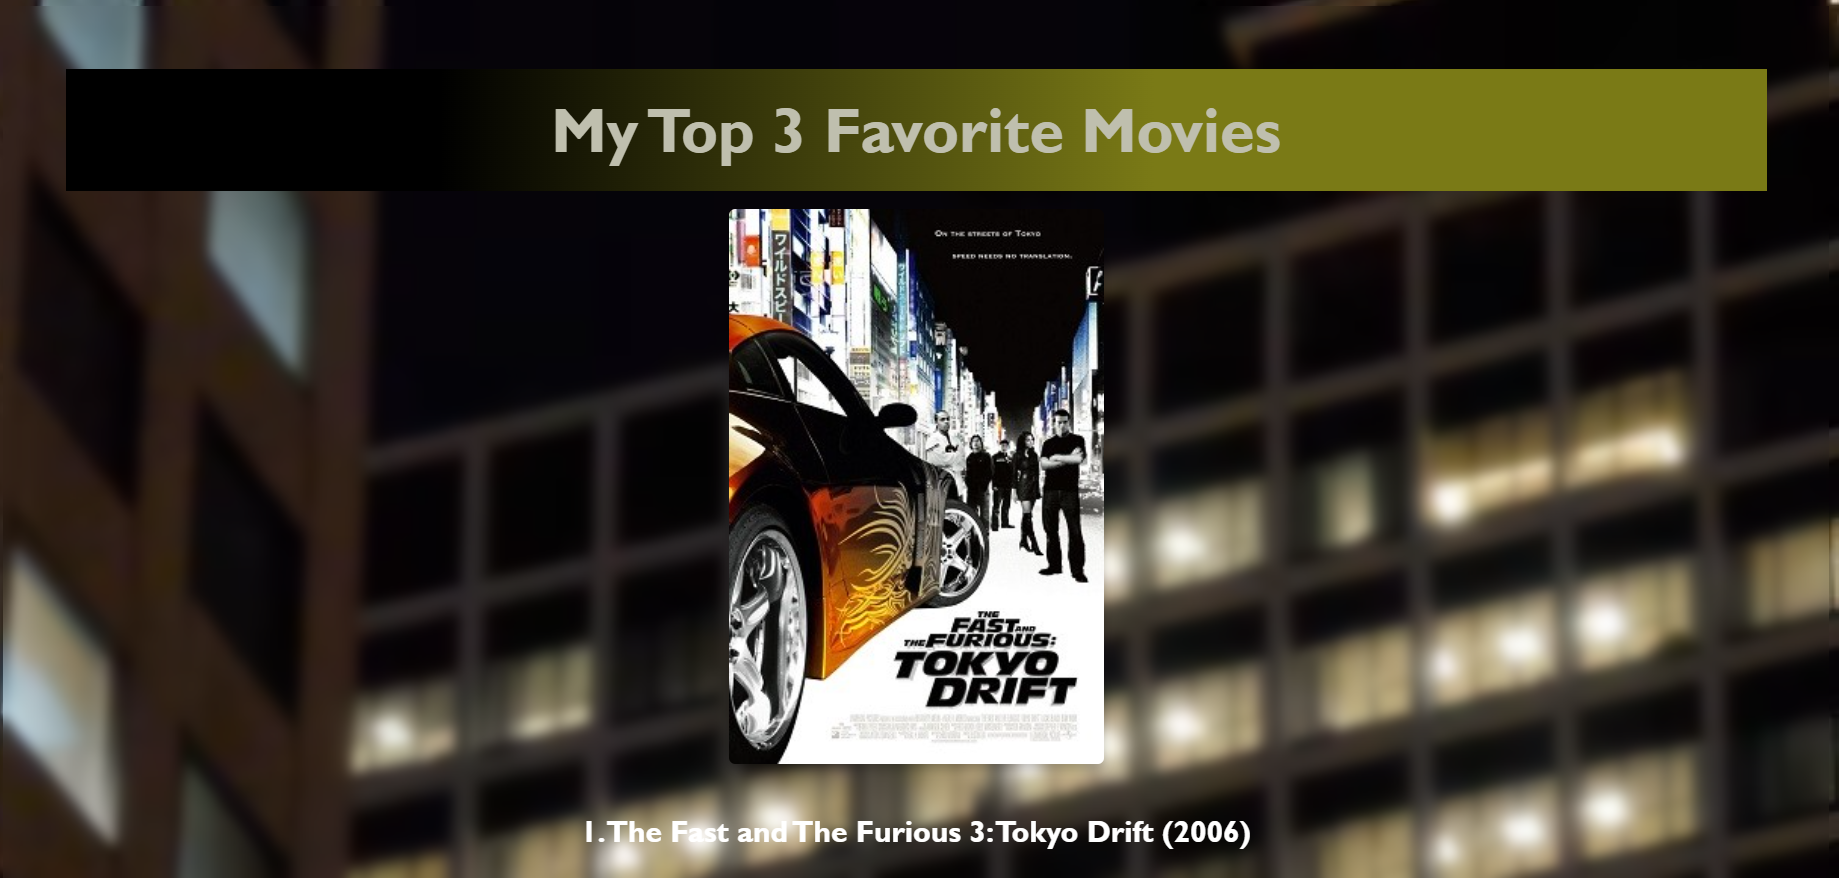 My Top 3 Favorite Movies
ON THE STREETS OF TOKYO
SPEED NEEDS NO TRANSLATION.
ワイルドスピー
THE
FAST AND
THE FURIOUS:
TOKYO
DRIFT
1. The Fast and The Furious 3: Tokyo Drift (2006)